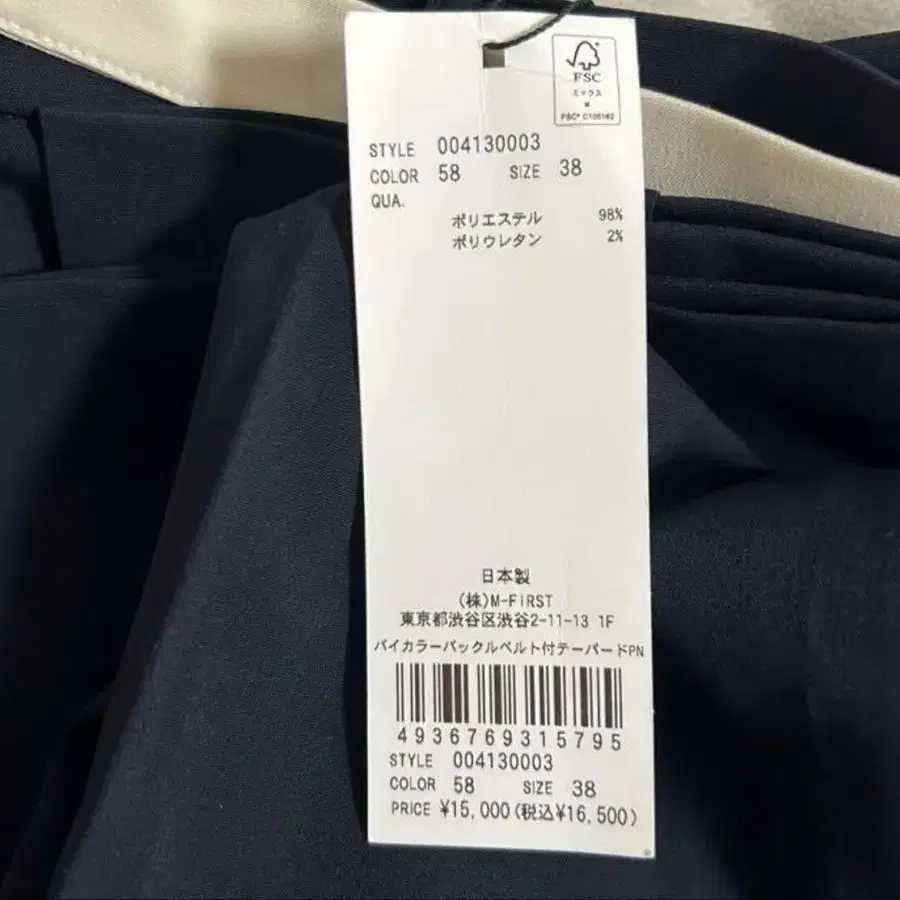 FSC
ミックス
紙
FSC® C106162
STYLE 004130003
COLOR 58 SIZE 38
QUA.
ポリエステル 98%
ポリウレタン 2%
日本製
(株)M-FIRST
東京都渋谷区渋谷2-11-13 1F
バイカラーバックルベルト付テーパードPN
4936769315795
STYLE 004130003
COLOR 58 SIZE 38
PRICE ¥15,000(税込¥16,500)